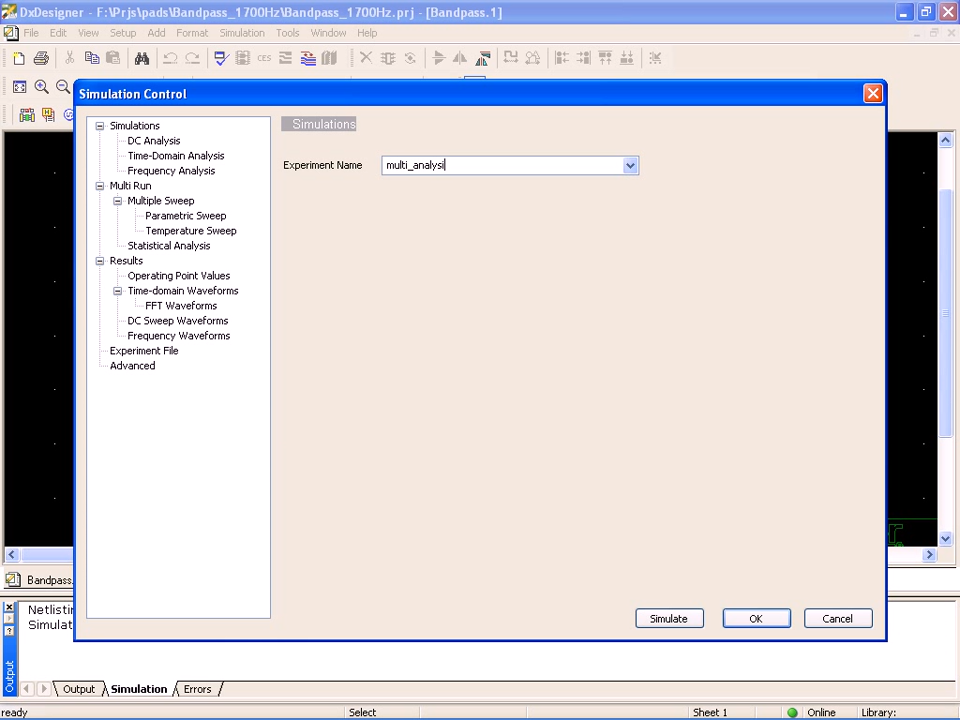 DxDesigner - F:\Prjs\pads\Bandpass_1700Hz\Bandpass_1700Hz.prj - [Bandpass.1]
File Edit View Setup Add Format Simulation Tools Window Help
CES
Simulation Control
Simulations
DC Analysis
Time-Domain Analysis
Frequency Analysis
Multi Run
Multiple Sweep
Parametric Sweep
Temperature Sweep
Statistical Analysis
Results
Operating Point Values
Time-domain Waveforms
FFT Waveforms
DC Sweep Waveforms
Frequency Waveforms
Experiment File
Advanced
Simulations
Experiment Name multi_analysi
Simulate OK Cancel
Bandpass.
Netlistin
Simulat
Output
Output Simulation Errors
ready Select Sheet 1 Online Library: